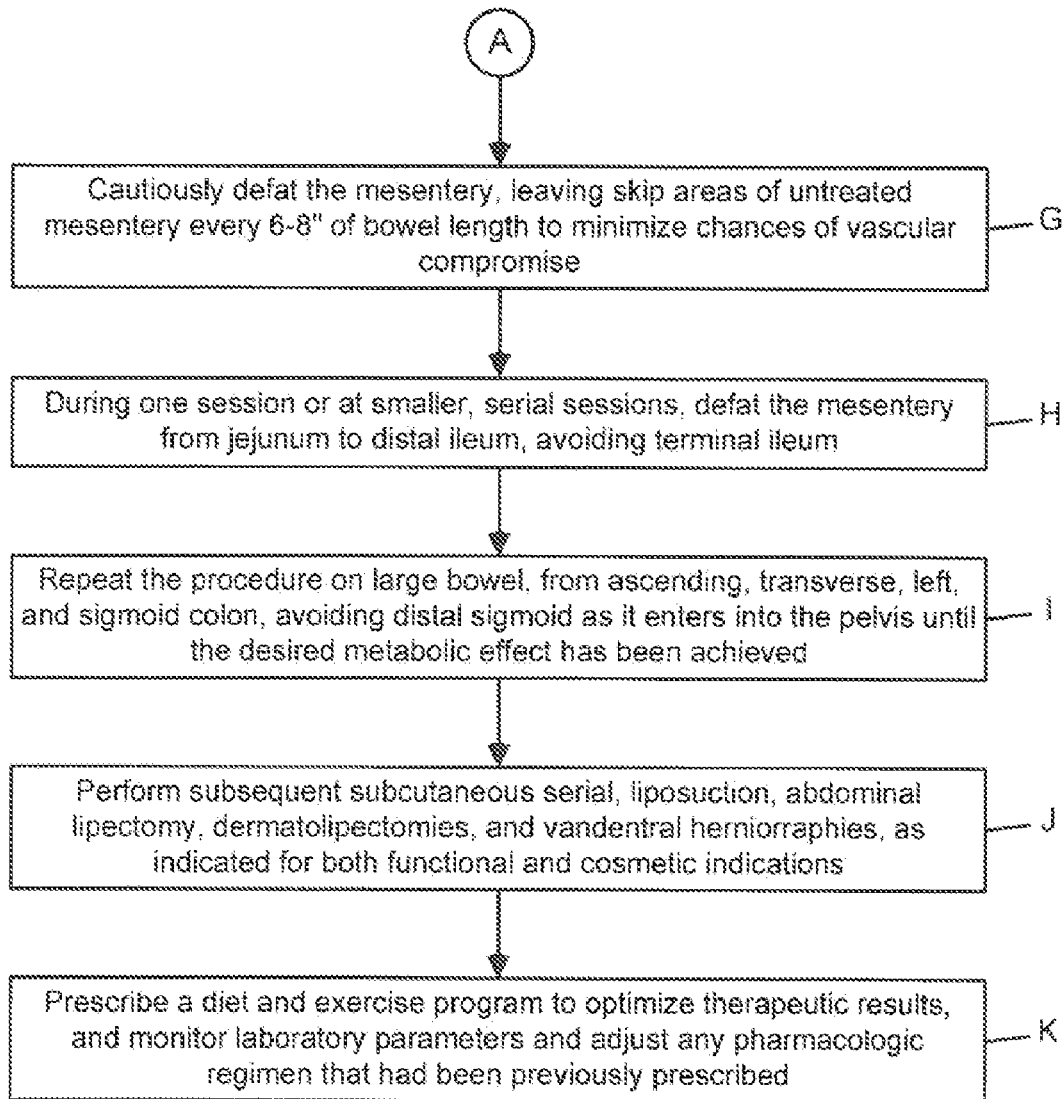 A
Cautiously defat the mesentery, leaving skip areas of untreated
mesentery every 6-8" of bowel length to minimize chances of vascular
compromise
G
During one session or at smaller, serial sessions, defat the mesentery
from jejunum to distal ileum, avoiding terminal ileum
H
Repeat the procedure on large bowel, from ascending, transverse, left,
and sigmoid colon, avoiding distal sigmoid as it enters into the pelvis until
the desired metabolic effect has been achieved
I
Perform subsequent subcutaneous serial, liposuction, abdominal
lipectomy, dermatolipectomies, and vandentral herniorraphies, as
indicated for both functional and cosmetic indications
J
Prescribe a diet and exercise program to optimize therapeutic results,
and monitor laboratory parameters and adjust any pharmacologic
regimen that had been previously prescribed
K